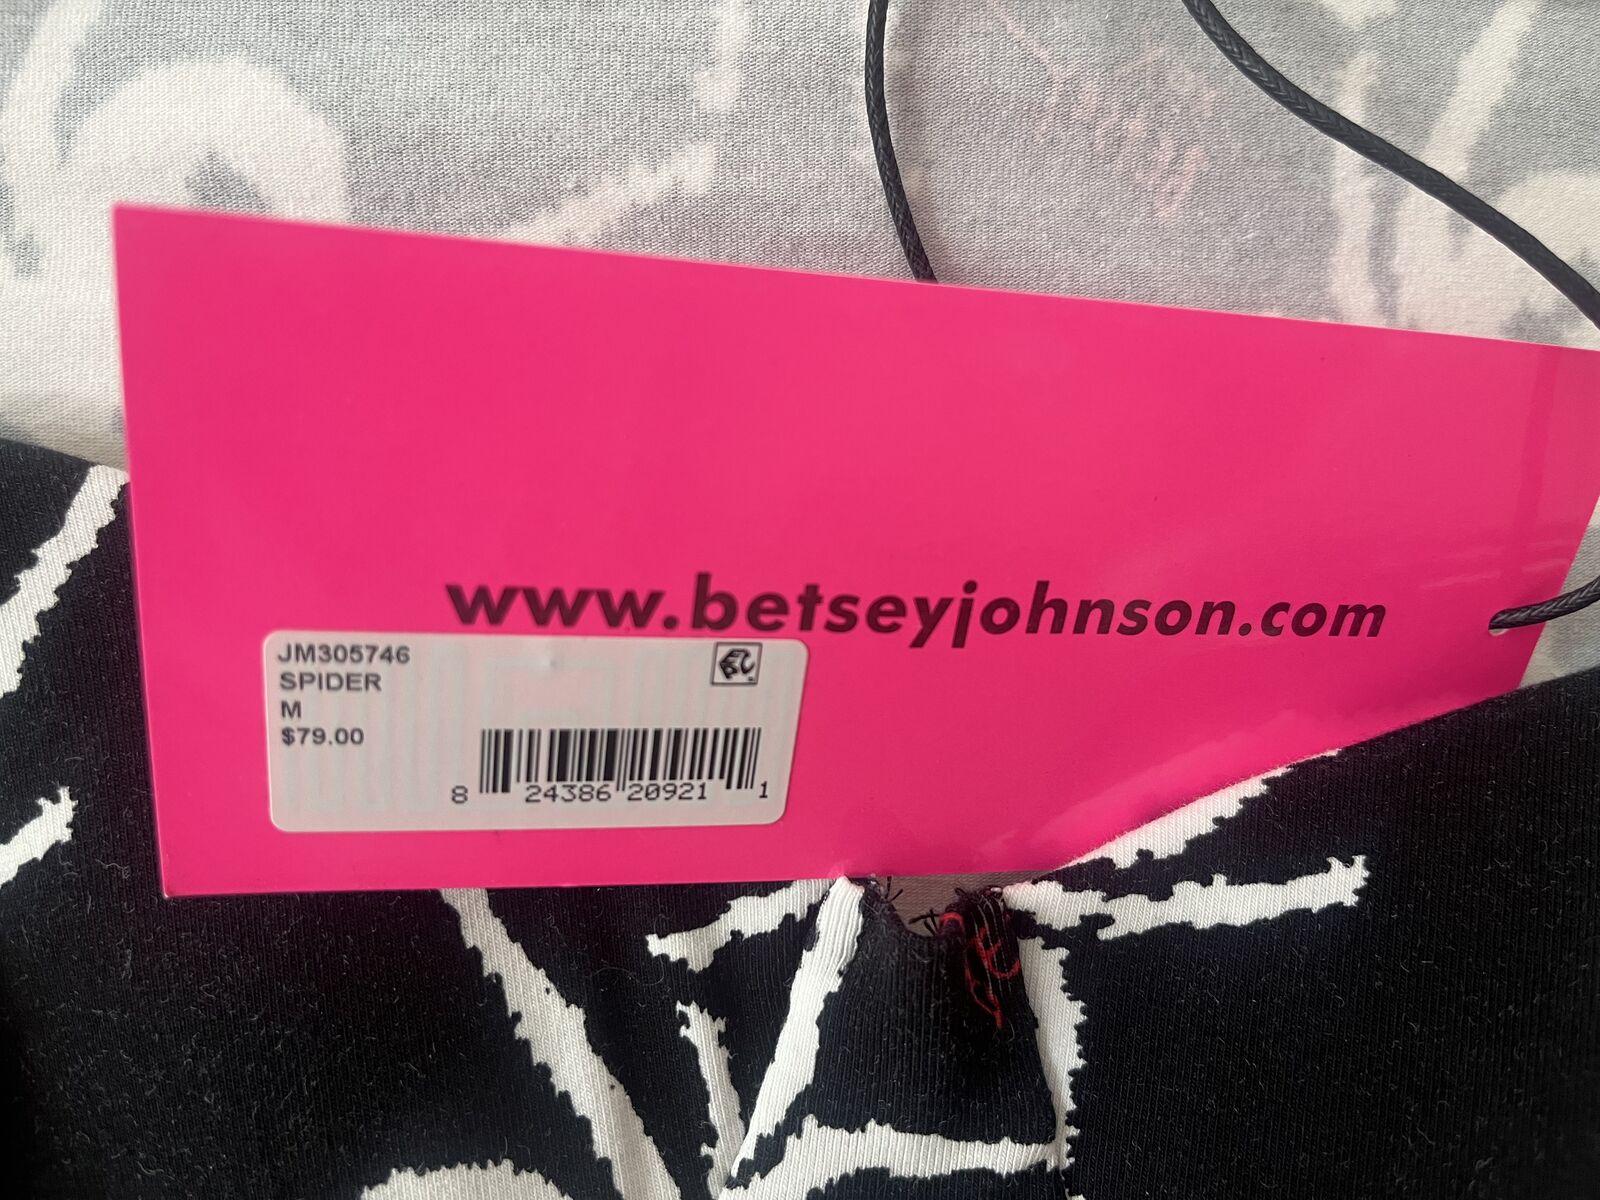 www.betseyjohnson.com
JM305746
SPIDER
M
$79.00
8 24386 20921 1